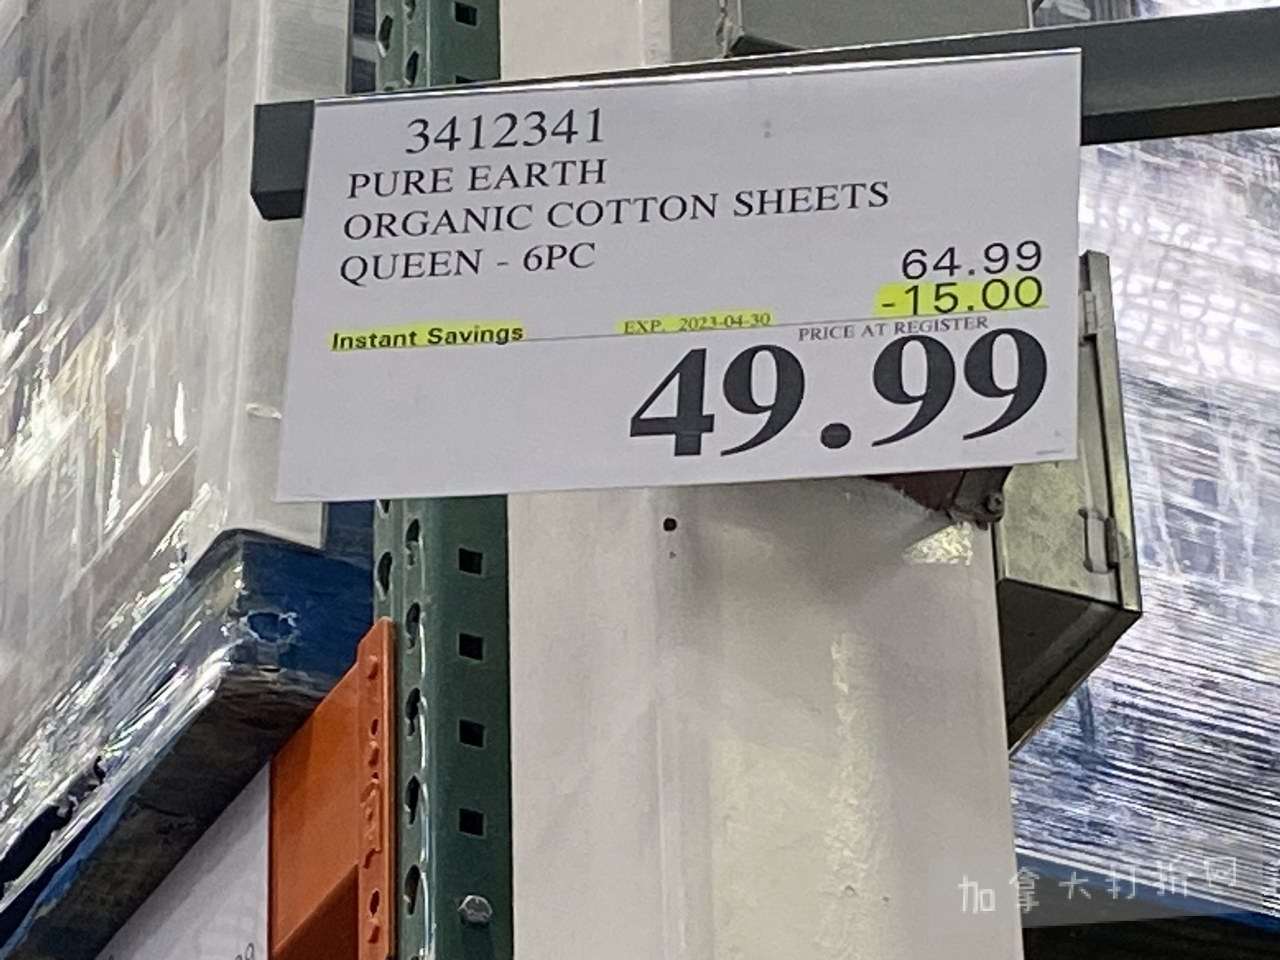 3412341
PURE EARTH
ORGANIC COTTON SHEETS
QUEEN - 6PC
64.99
-15.00
Instant Savings EXP. 2023-04-30
PRICE AT REGISTER
49.99
加拿大打折网